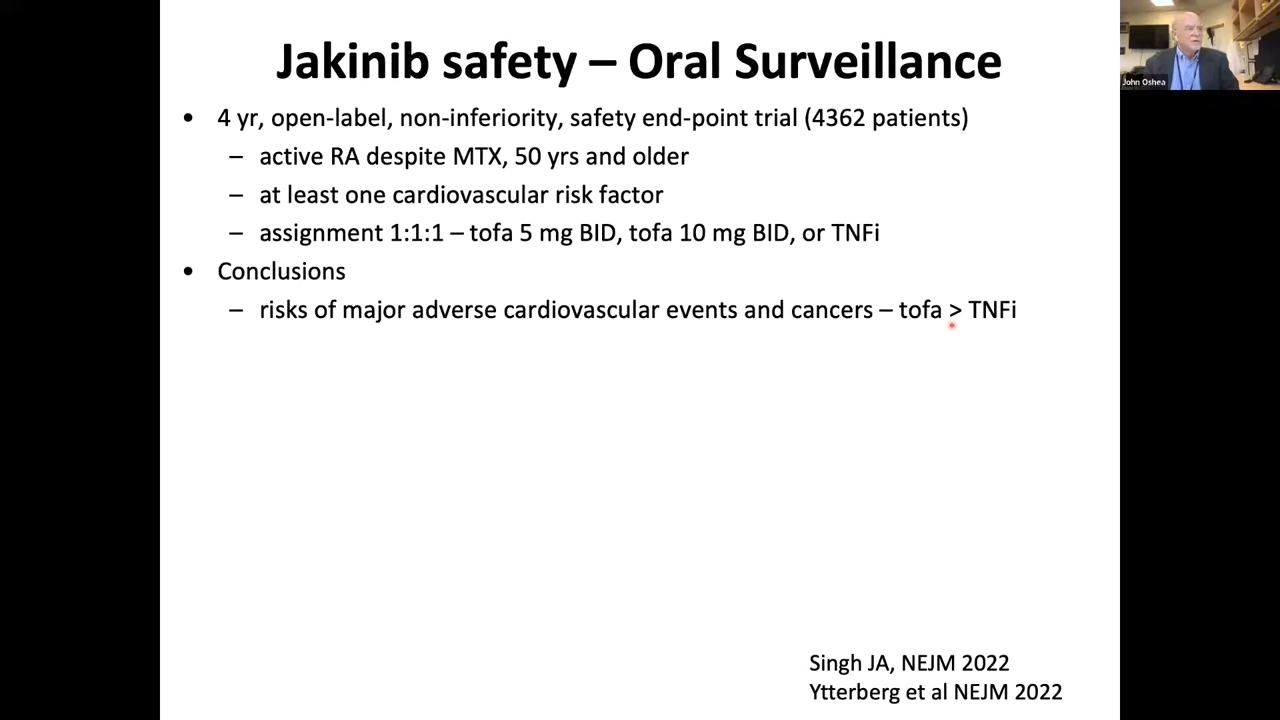 Jakinib safety – Oral Surveillance
John Oshea
• 4 yr, open-label, non-inferiority, safety end-point trial (4362 patients)
– active RA despite MTX, 50 yrs and older
– at least one cardiovascular risk factor
– assignment 1:1:1 – tofa 5 mg BID, tofa 10 mg BID, or TNFi
• Conclusions
– risks of major adverse cardiovascular events and cancers – tofa > TNFi
Singh JA, NEJM 2022
Ytterberg et al NEJM 2022